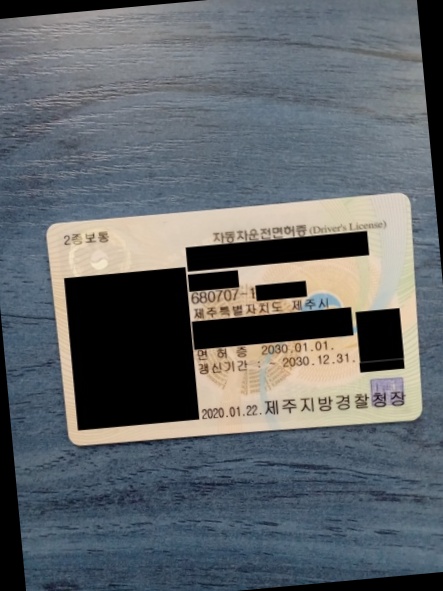 2종보통
자동차운전면허증 (Driver's License)
680707-1
제주특별자치도 제주시
면 허 증 2030.01.01.
갱신기간 : ~ 2030.12.31.
2020.01.22. 제주지방경찰청장